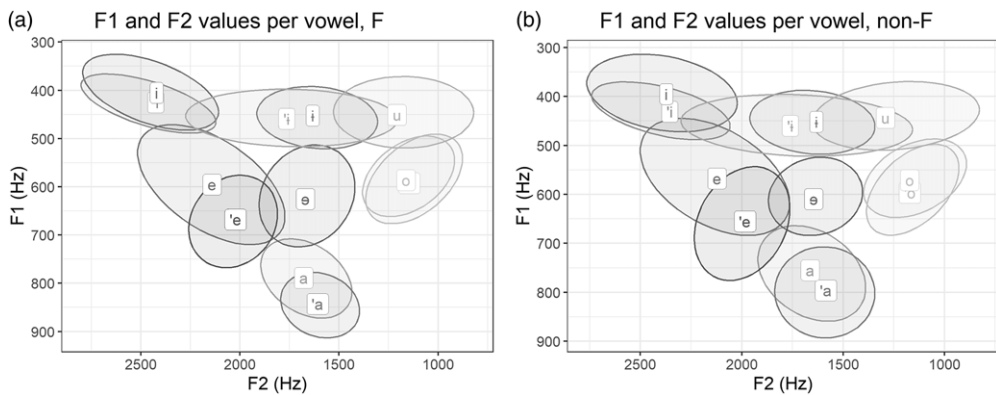 (a) F1 and F2 values per vowel, F
300
400
500
600
700
800
900
F1 (Hz)
i
'ɨ
ɨ
u
e
'e
ɘ
o
a
'a
2500 2000 1500 1000
F2 (Hz)
(b) F1 and F2 values per vowel, non-F
300
400
500
600
700
800
900
F1 (Hz)
i
'i
'ɨ
ɨ
u
e
'e
ɘ
o
o
a
'a
2500 2000 1500 1000
F2 (Hz)